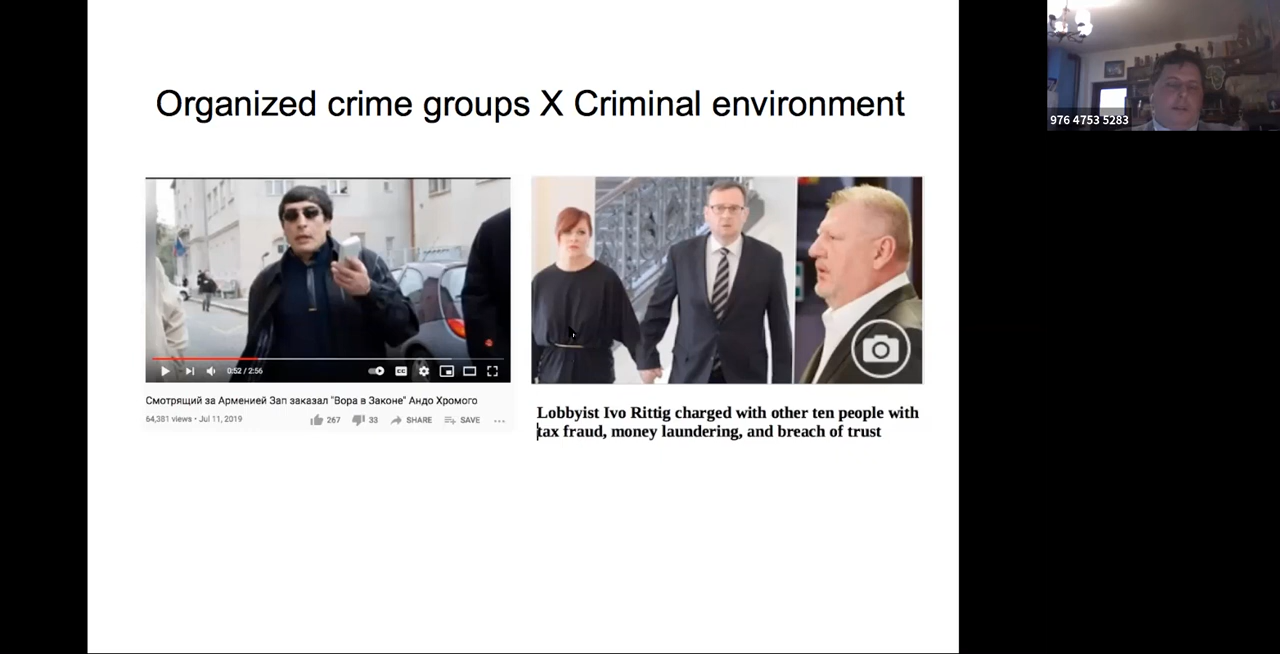 Organized crime groups X Criminal environment
976 4753 5283
0:52 / 2:56
CC
Смотрящий за Арменией Зап заказал "Вора в Законе" Андо Хромого
64,381 views • Jul 11, 2019
267
33
SHARE
SAVE
Lobbyist Ivo Rittig charged with other ten people with
tax fraud, money laundering, and breach of trust